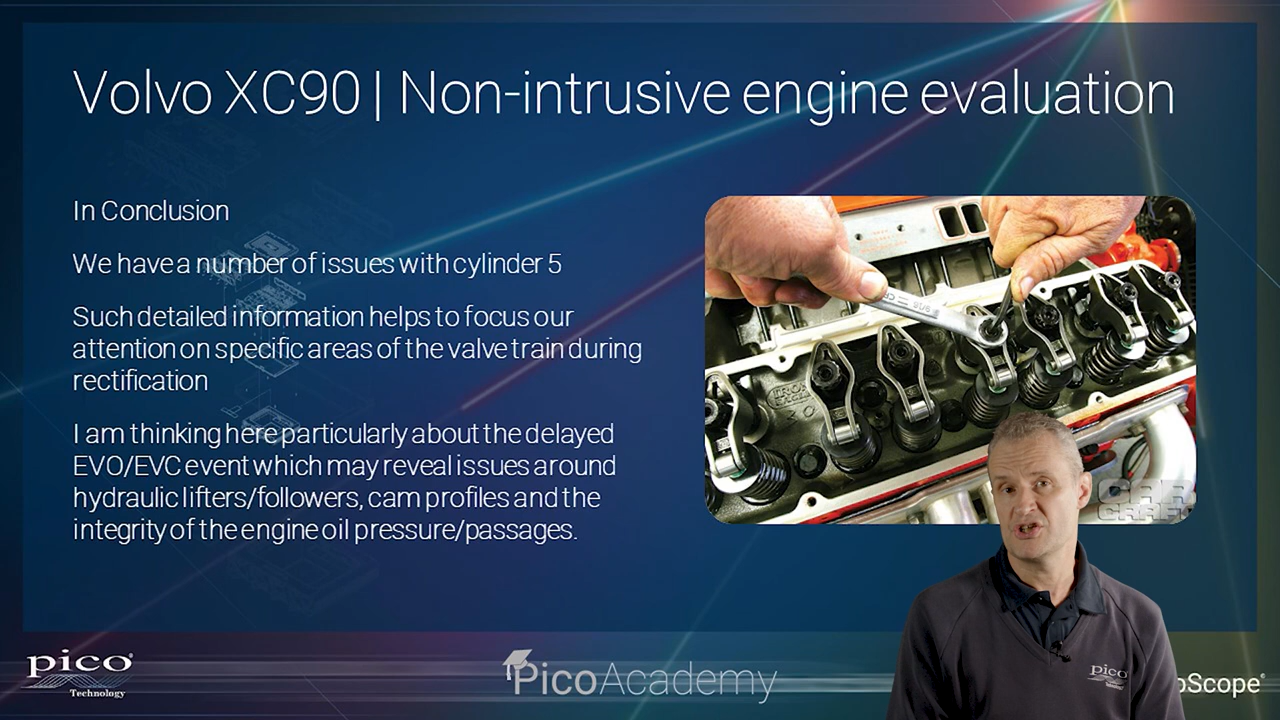 Volvo XC90 | Non-intrusive engine evaluation
In Conclusion
We have a number of issues with cylinder 5
Such detailed information helps to focus our
attention on specific areas of the valve train during
rectification
I am thinking here particularly about the delayed
EVO/EVC event which may reveal issues around
hydraulic lifters/followers, cam profiles and the
integrity of the engine oil pressure/passages.
CAR
CRAF
pico
Technology
PicoAcademy
pico
oScope